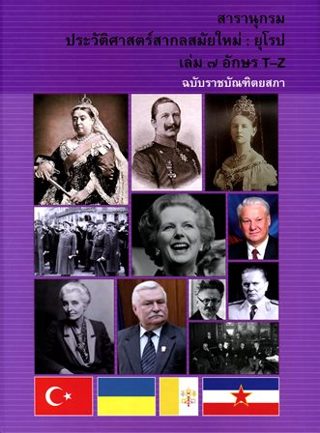 สารานุกรม
ประวัติศาสตร์สากลสมัยใหม่ : ยุโรป
เล่ม ๗ อักษร T–Z
ฉบับราชบัณฑิตยสภา